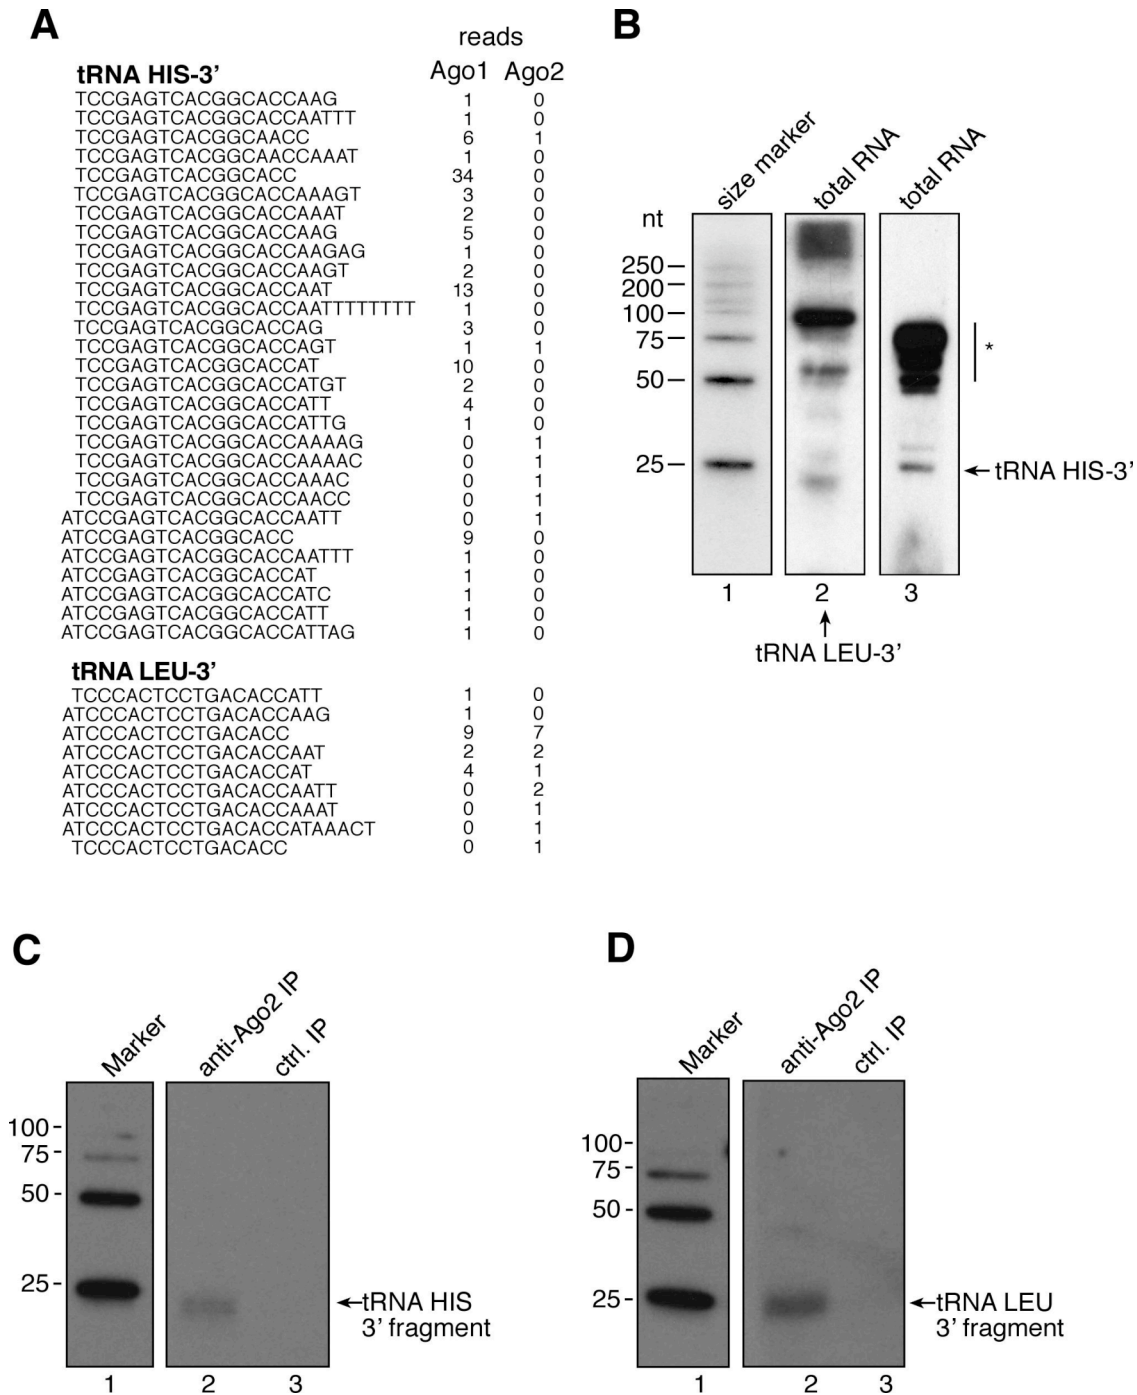 A
reads
tRNA HIS-3’ Ago1 Ago2
TCCGAGTCACGGCACCAAG 1 0
TCCGAGTCACGGCACCAATTT 1 0
TCCGAGTCACGGCAACC 6 1
TCCGAGTCACGGCAACCAAAT 1 0
TCCGAGTCACGGCACC 34 0
TCCGAGTCACGGCACCAAAGT 3 0
TCCGAGTCACGGCACCAAAT 2 0
TCCGAGTCACGGCACCAAG 5 0
TCCGAGTCACGGCACCAAGAG 1 0
TCCGAGTCACGGCACCAAGT 2 0
TCCGAGTCACGGCACCAAT 13 0
TCCGAGTCACGGCACCAATTTTTTTT 1 0
TCCGAGTCACGGCACCAG 3 0
TCCGAGTCACGGCACCAGT 1 1
TCCGAGTCACGGCACCAT 10 0
TCCGAGTCACGGCACCATGT 2 0
TCCGAGTCACGGCACCATT 4 0
TCCGAGTCACGGCACCATTG 1 0
TCCGAGTCACGGCACCAAAAG 0 1
TCCGAGTCACGGCACCAAAAC 0 1
TCCGAGTCACGGCACCAAAC 0 1
TCCGAGTCACGGCACCAACC 0 1
ATCCGAGTCACGGCACCAATT 0 1
ATCCGAGTCACGGCACC 9 0
ATCCGAGTCACGGCACCAATTT 1 0
ATCCGAGTCACGGCACCAT 1 0
ATCCGAGTCACGGCACCATC 1 0
ATCCGAGTCACGGCACCATT 1 0
ATCCGAGTCACGGCACCATTAG 1 0
tRNA LEU-3’
TCCCACTCCTGACACCATT 1 0
ATCCCACTCCTGACACCAAG 1 0
ATCCCACTCCTGACACC 9 7
ATCCCACTCCTGACACCAAT 2 2
ATCCCACTCCTGACACCAT 4 1
ATCCCACTCCTGACACCAATT 0 2
ATCCCACTCCTGACACCAAAT 0 1
ATCCCACTCCTGACACCATAAACT 0 1
TCCCACTCCTGACACC 0 1
B
size marker
total RNA
total RNA
nt
250
200
100
75
50
25
*
tRNA HIS-3’
1 2 3
tRNA LEU-3’
C
Marker
anti-Ago2 IP
ctrl. IP
100
75
50
25
tRNA HIS
3’ fragment
1 2 3
D
Marker
anti-Ago2 IP
ctrl. IP
100
75
50
25
tRNA LEU
3’ fragment
1 2 3